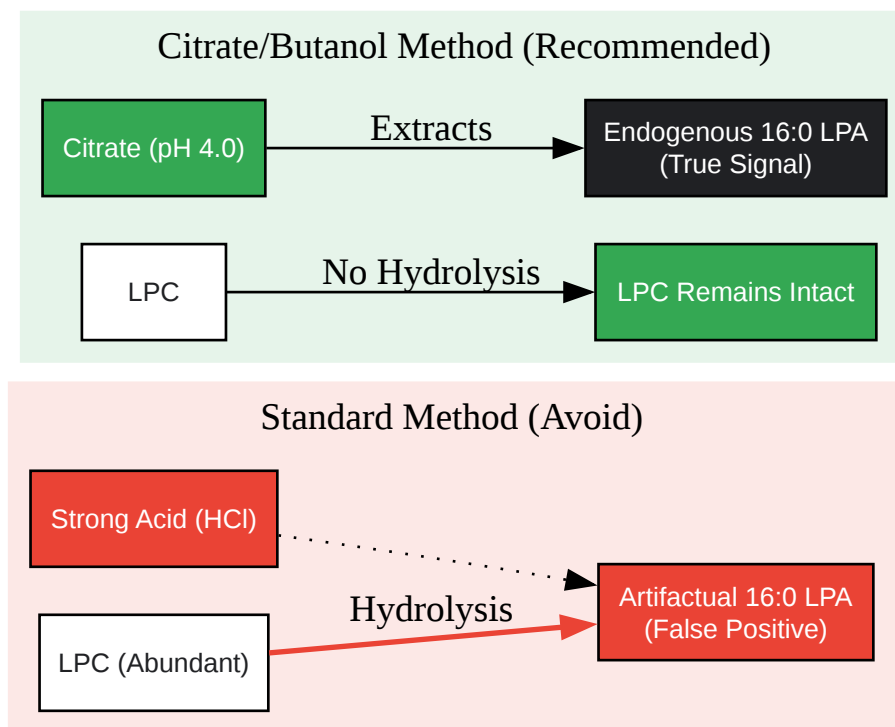 Citrate/Butanol Method (Recommended)
Citrate (pH 4.0)
Extracts
Endogenous 16:0 LPA
(True Signal)
LPC
No Hydrolysis
LPC Remains Intact
Standard Method (Avoid)
Strong Acid (HCl)
Artifactual 16:0 LPA
(False Positive)
Hydrolysis
LPC (Abundant)